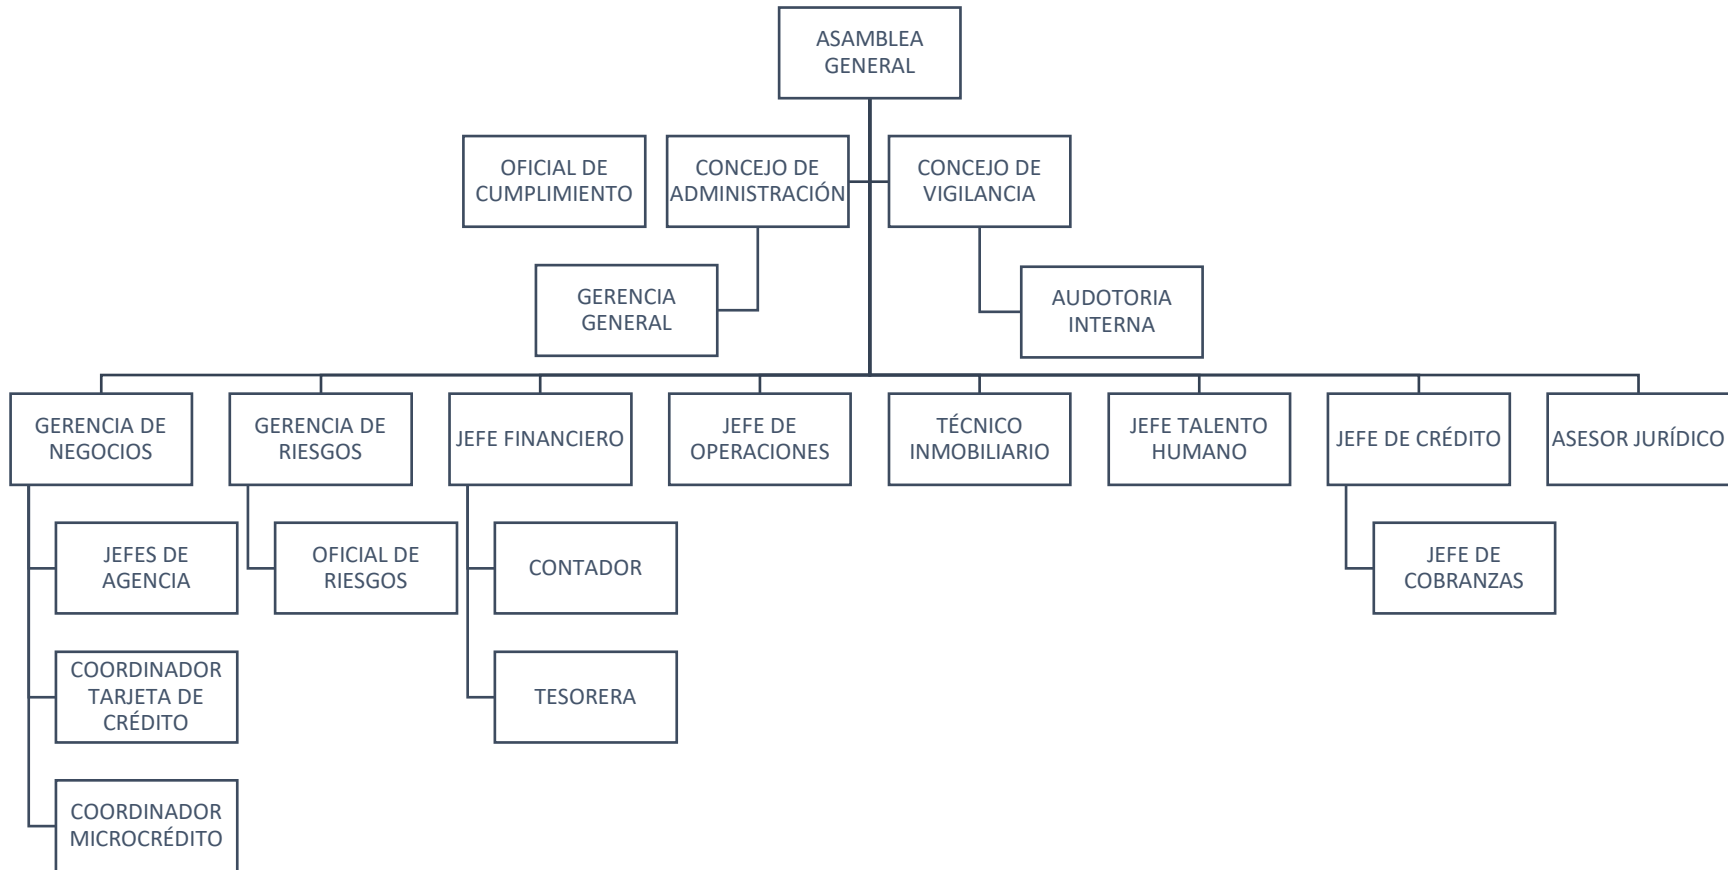 ASAMBLEA
GENERAL
OFICIAL DE
CUMPLIMIENTO
CONCEJO DE
ADMINISTRACIÓN
CONCEJO DE
VIGILANCIA
GERENCIA
GENERAL
AUDOTORIA
INTERNA
GERENCIA DE
NEGOCIOS
GERENCIA DE
RIESGOS
JEFE FINANCIERO
JEFE DE
OPERACIONES
TÉCNICO
INMOBILIARIO
JEFE TALENTO
HUMANO
JEFE DE CRÉDITO
ASESOR JURÍDICO
JEFES DE
AGENCIA
OFICIAL DE
RIESGOS
CONTADOR
JEFE DE
COBRANZAS
COORDINADOR
TARJETA DE
CRÉDITO
TESORERA
COORDINADOR
MICROCRÉDITO